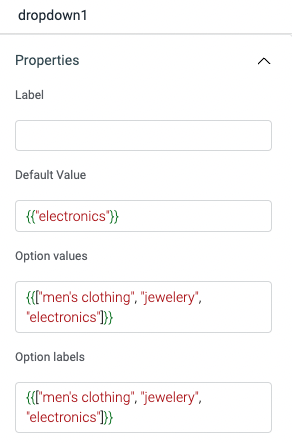 dropdown1
Properties
Label
Default Value
{{"electronics"}}
Option values
{{["men's clothing", "jewelery",
"electronics"]}}
Option labels
{{["men's clothing", "jewelery",
"electronics"]}}